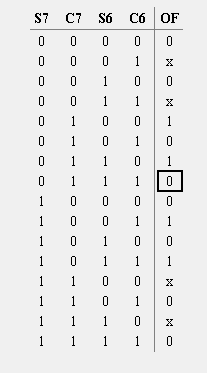 S7 C7 S6 C6 OF
0 0 0 0 0
0 0 0 1 x
0 0 1 0 0
0 0 1 1 x
0 1 0 0 1
0 1 0 1 0
0 1 1 0 1
0 1 1 1 0
1 0 0 0 0
1 0 0 1 1
1 0 1 0 0
1 0 1 1 1
1 1 0 0 x
1 1 0 1 0
1 1 1 0 x
1 1 1 1 0